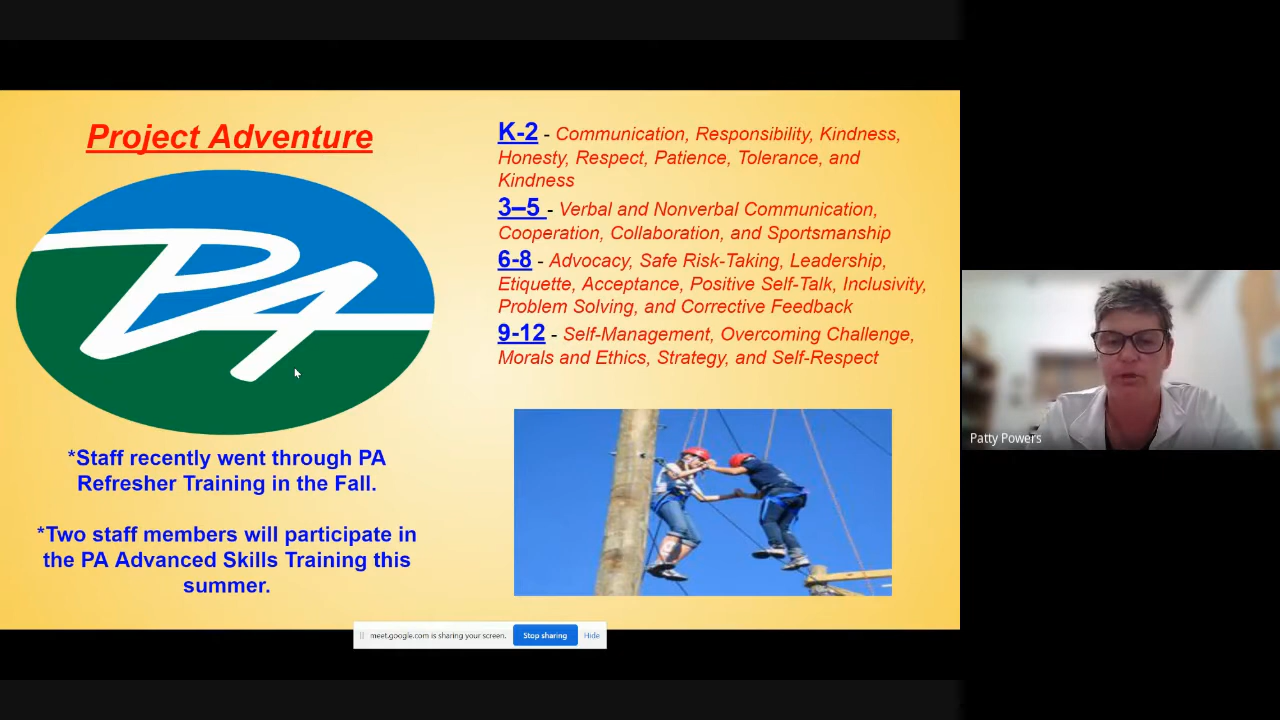 Project Adventure
PA
*Staff recently went through PA
Refresher Training in the Fall.
*Two staff members will participate in
the PA Advanced Skills Training this
summer.
K-2 - Communication, Responsibility, Kindness,
Honesty, Respect, Patience, Tolerance, and
Kindness
3–5 - Verbal and Nonverbal Communication,
Cooperation, Collaboration, and Sportsmanship
6-8 - Advocacy, Safe Risk-Taking, Leadership,
Etiquette, Acceptance, Positive Self-Talk, Inclusivity,
Problem Solving, and Corrective Feedback
9-12 - Self-Management, Overcoming Challenge,
Morals and Ethics, Strategy, and Self-Respect
Patty Powers
meet.google.com is sharing your screen.
Stop sharing
Hide